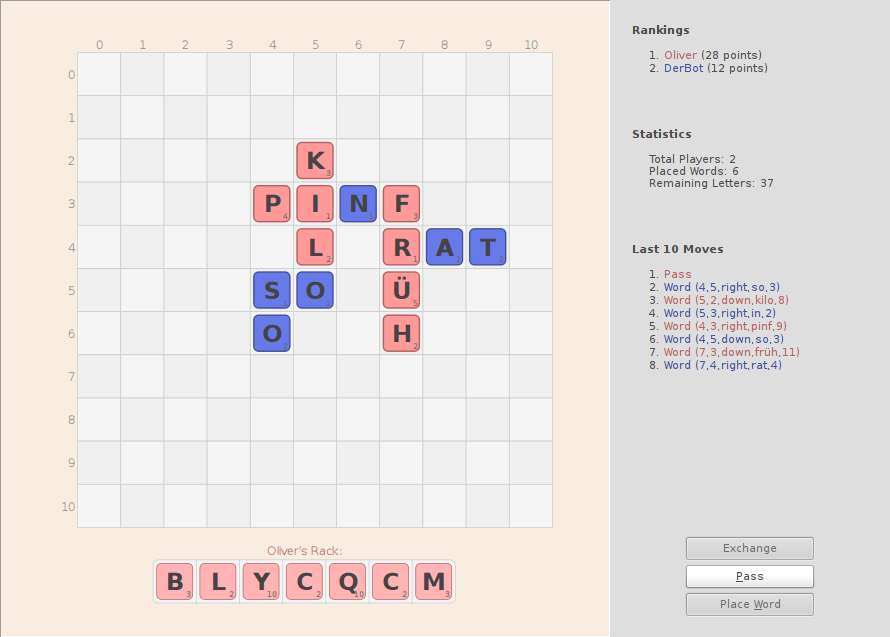 0 1 2 3 4 5 6 7 8 9 10
0
1
2 K 3
3 P 4 I 1 N 1 F 3
4 L 2 R 1 A 1 T 2
5 S 1 O 2 Ü 5
6 O 2 H 2
7
8
9
10
Oliver's Rack:
B 3 L 2 Y 10 C 2 Q 10 C 2 M 3
Rankings
1. Oliver (28 points)
2. DerBot (12 points)
Statistics
Total Players: 2
Placed Words: 6
Remaining Letters: 37
Last 10 Moves
1. Pass
2. Word (4,5,right,so,3)
3. Word (5,2,down,kilo,8)
4. Word (5,3,right,in,2)
5. Word (4,3,right,pinf,9)
6. Word (4,5,down,so,3)
7. Word (7,3,down,früh,11)
8. Word (7,4,right,rat,4)
Exchange
Pass
Place Word